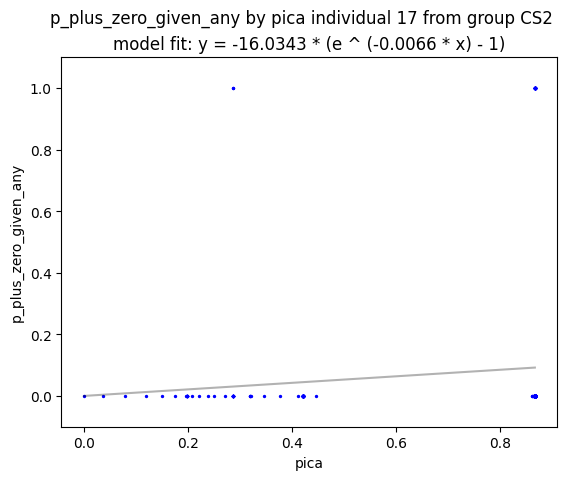 p_plus_zero_given_any by pica individual 17 from group CS2
model fit: y = -16.0343 * (e ^ (-0.0066 * x) - 1)
1.0
0.8
0.6
0.4
0.2
0.0
p_plus_zero_given_any
0.0 0.2 0.4 0.6 0.8
pica